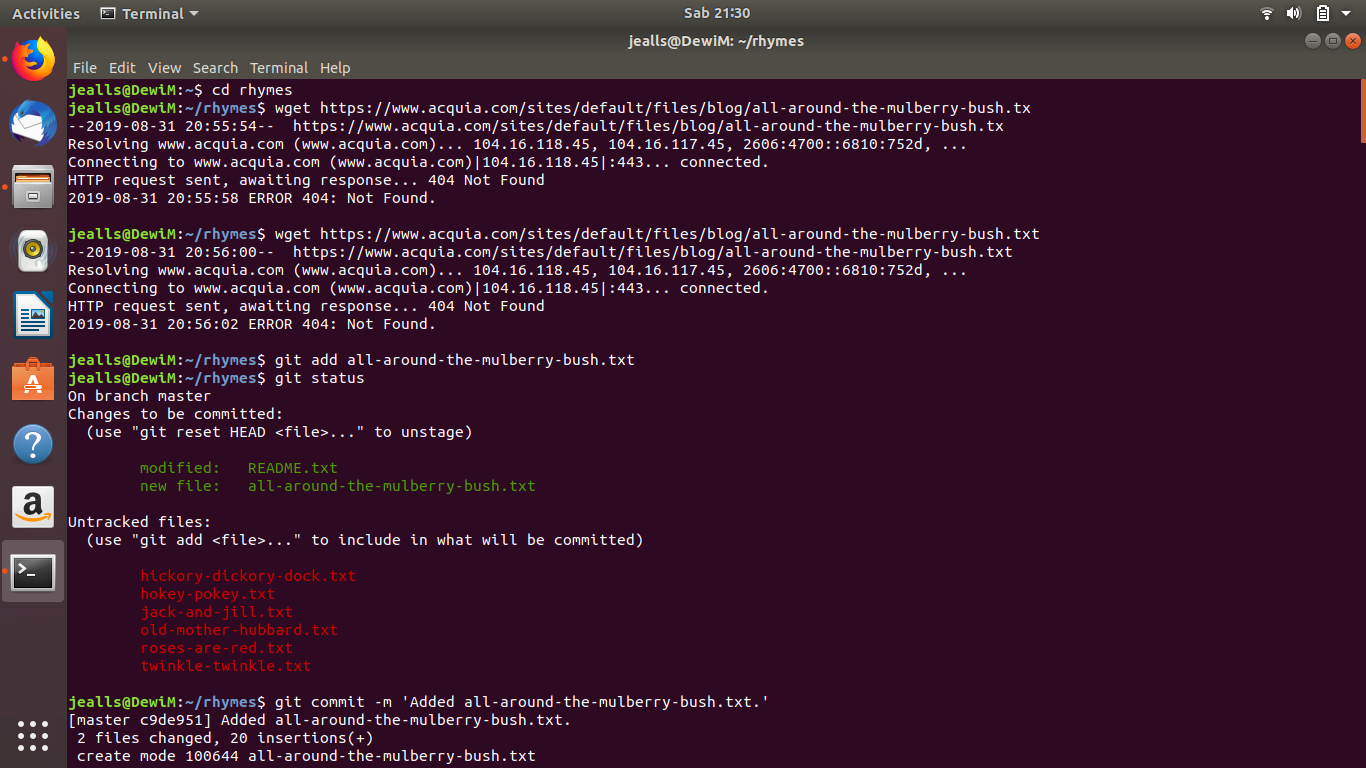 Activities Terminal Sab 21:30
jealls@DewiM: ~/rhymes
File Edit View Search Terminal Help
jealls@DewiM:~$ cd rhymes
jealls@DewiM:~/rhymes$ wget https://www.acquia.com/sites/default/files/blog/all-around-the-mulberry-bush.tx
--2019-08-31 20:55:54--  https://www.acquia.com/sites/default/files/blog/all-around-the-mulberry-bush.tx
Resolving www.acquia.com (www.acquia.com)... 104.16.118.45, 104.16.117.45, 2606:4700::6810:752d, ...
Connecting to www.acquia.com (www.acquia.com)|104.16.118.45|:443... connected.
HTTP request sent, awaiting response... 404 Not Found
2019-08-31 20:55:58 ERROR 404: Not Found.
jealls@DewiM:~/rhymes$ wget https://www.acquia.com/sites/default/files/blog/all-around-the-mulberry-bush.txt
--2019-08-31 20:56:00--  https://www.acquia.com/sites/default/files/blog/all-around-the-mulberry-bush.txt
Resolving www.acquia.com (www.acquia.com)... 104.16.118.45, 104.16.117.45, 2606:4700::6810:752d, ...
Connecting to www.acquia.com (www.acquia.com)|104.16.118.45|:443... connected.
HTTP request sent, awaiting response... 404 Not Found
2019-08-31 20:56:02 ERROR 404: Not Found.
jealls@DewiM:~/rhymes$ git add all-around-the-mulberry-bush.txt
jealls@DewiM:~/rhymes$ git status
On branch master
Changes to be committed:
  (use "git reset HEAD <file>..." to unstage)
        modified:   README.txt
        new file:   all-around-the-mulberry-bush.txt
Untracked files:
  (use "git add <file>..." to include in what will be committed)
        hickory-dickory-dock.txt
        hokey-pokey.txt
        jack-and-jill.txt
        old-mother-hubbard.txt
        roses-are-red.txt
        twinkle-twinkle.txt
jealls@DewiM:~/rhymes$ git commit -m 'Added all-around-the-mulberry-bush.txt.'
[master c9de951] Added all-around-the-mulberry-bush.txt.
 2 files changed, 20 insertions(+)
 create mode 100644 all-around-the-mulberry-bush.txt